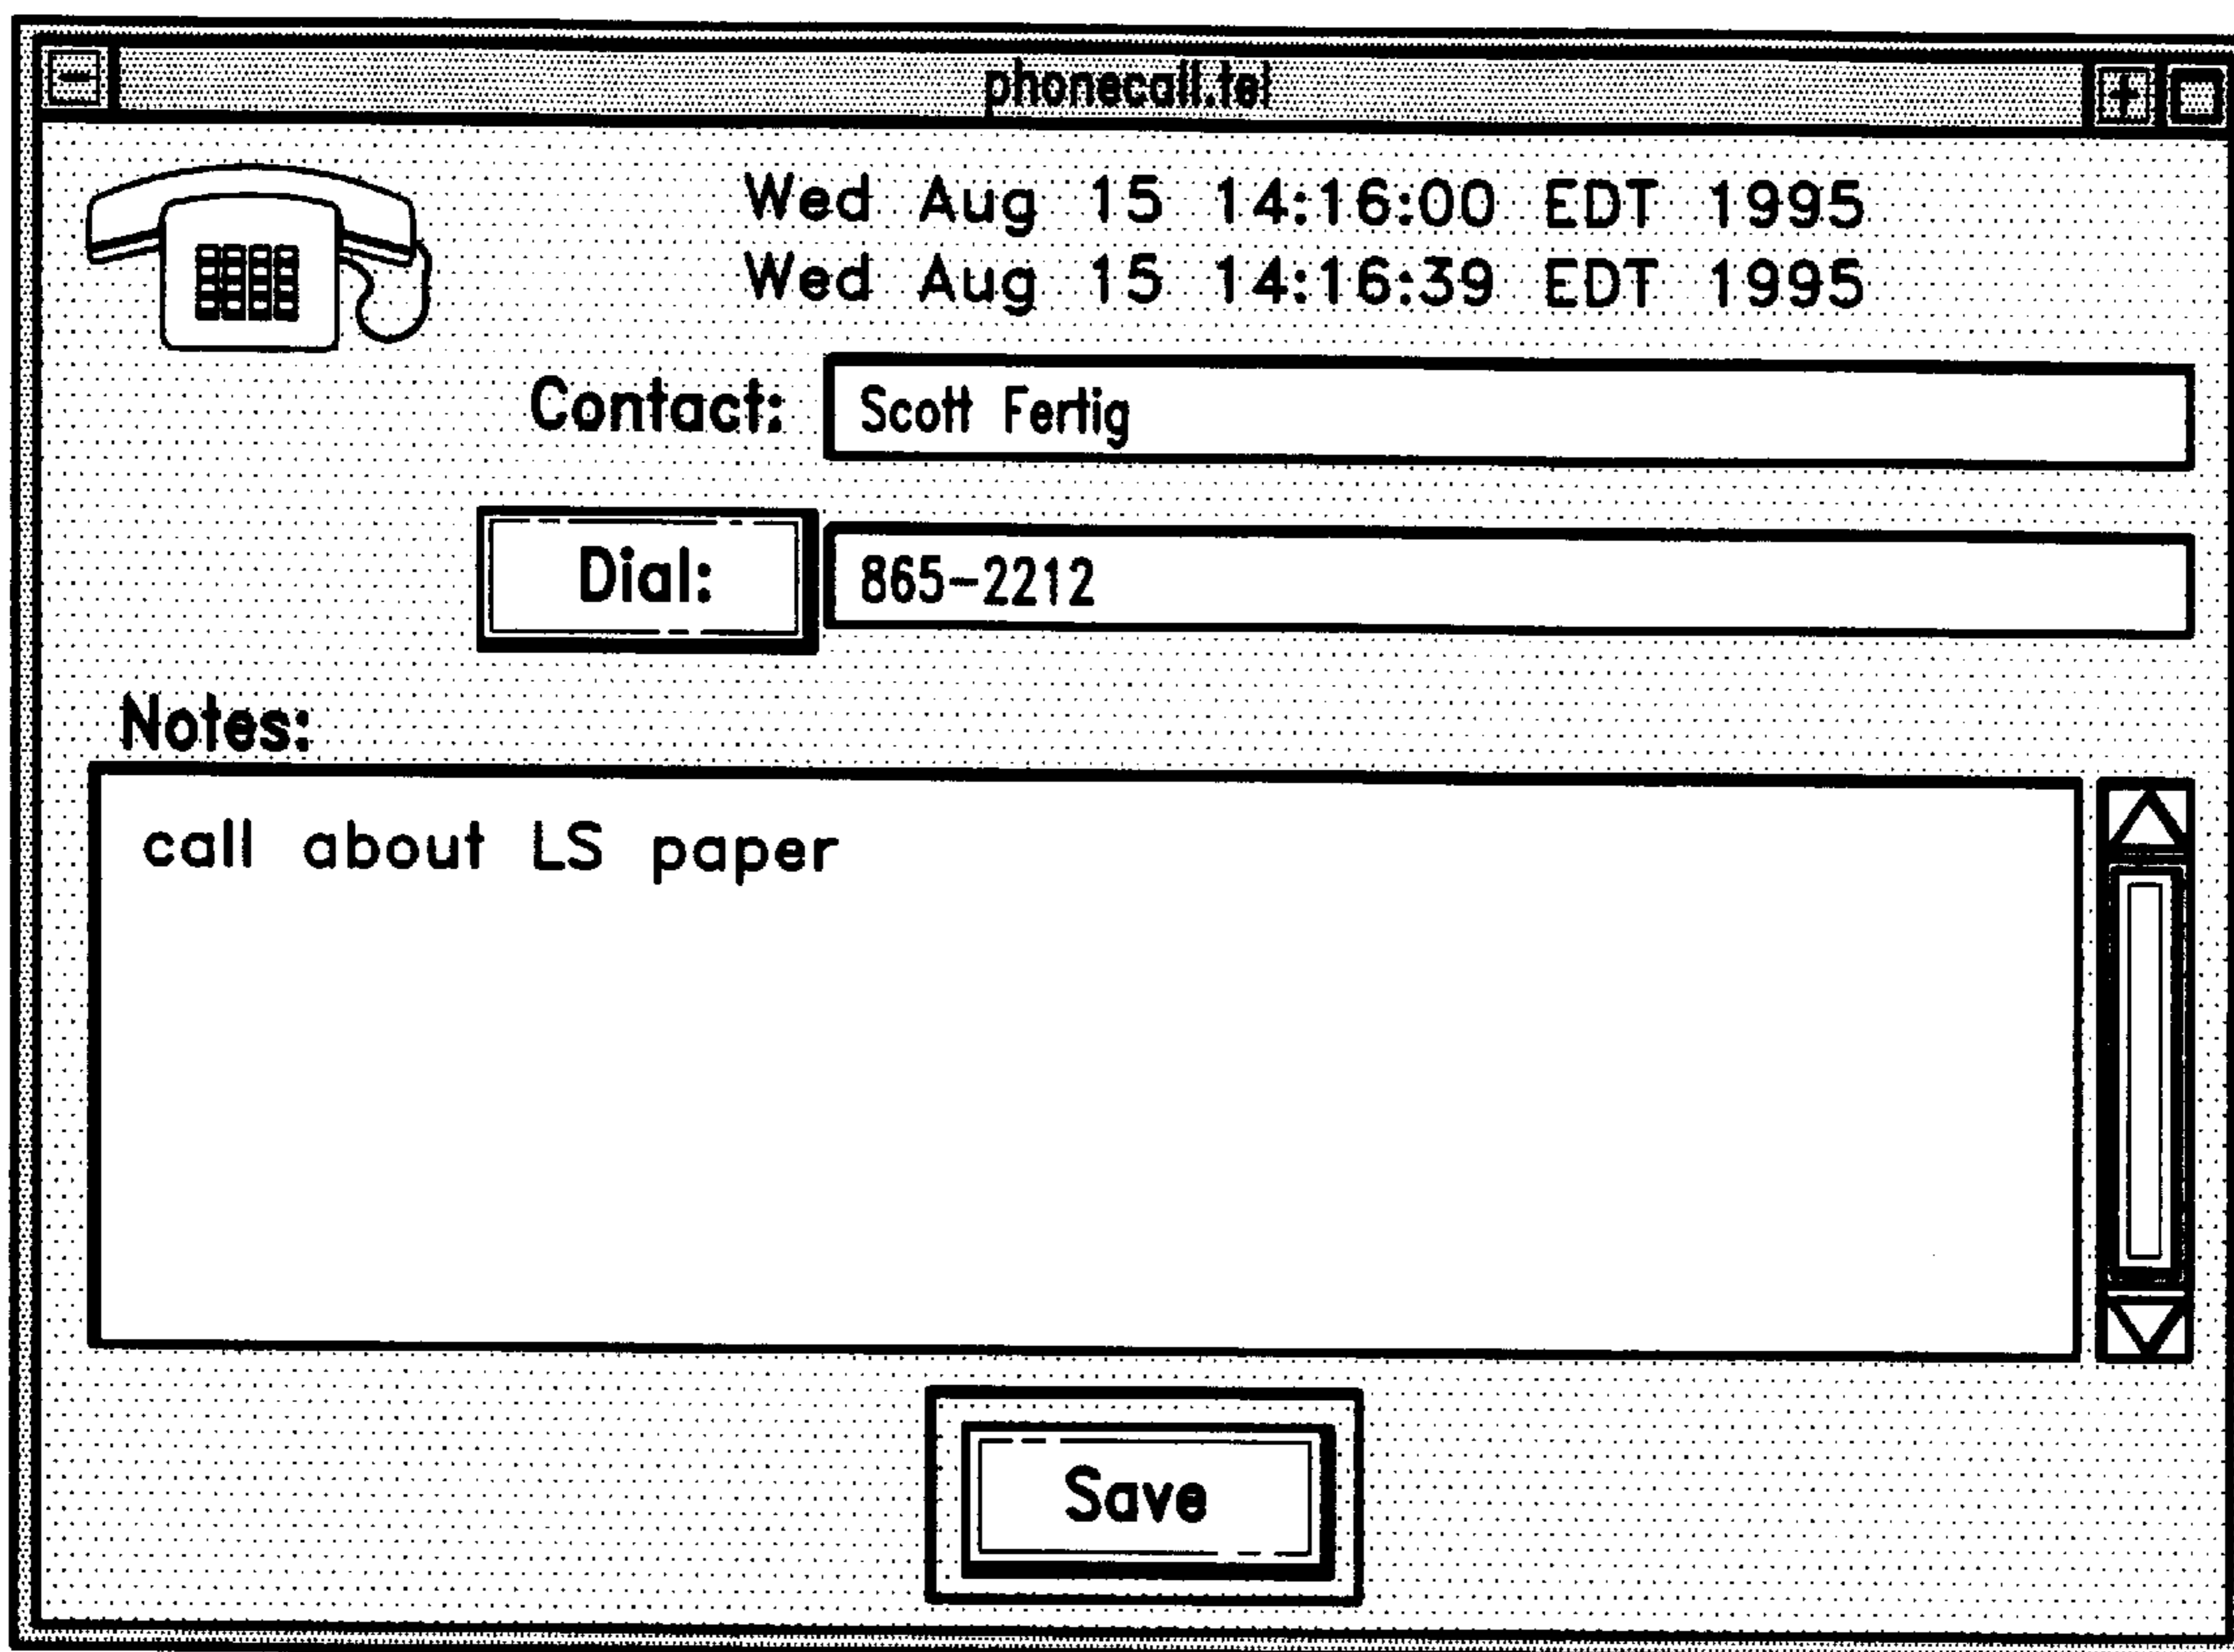 phonecall.tel
Wed Aug 15 14:16:00 EDT 1995
Wed Aug 15 14:16:39 EDT 1995
Contact: Scott Fertig
Dial: 865-2212
Notes:
call about LS paper
Save